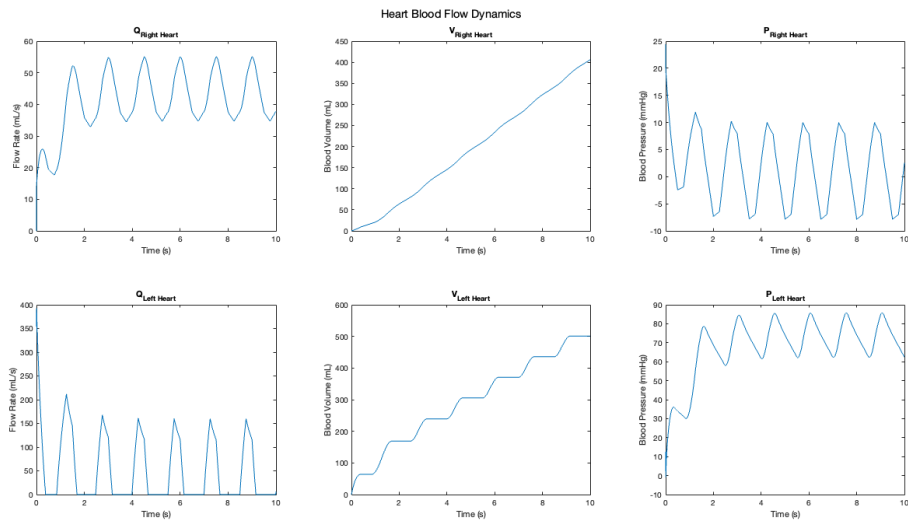 Heart Blood Flow Dynamics
Q Right Heart
Flow Rate (mL/s)
60
50
40
30
20
10
0
0 2 4 6 8 10
Time (s)
V Right Heart
Blood Volume (mL)
450
400
350
300
250
200
150
100
50
0
0 2 4 6 8 10
Time (s)
P Right Heart
Blood Pressure (mmHg)
25
20
15
10
5
0
-5
-10
0 2 4 6 8 10
Time (s)
Q Left Heart
Flow Rate (mL/s)
400
350
300
250
200
150
100
50
0
0 2 4 6 8 10
Time (s)
V Left Heart
Blood Volume (mL)
600
500
400
300
200
100
0
0 2 4 6 8 10
Time (s)
P Left Heart
Blood Pressure (mmHg)
90
80
70
60
50
40
30
20
10
0
-10
0 2 4 6 8 10
Time (s)